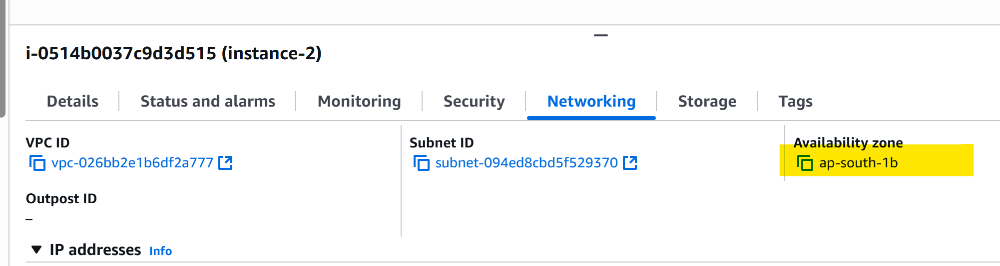 i-0514b0037c9d3d515 (instance-2)
Details Status and alarms Monitoring Security Networking Storage Tags
VPC ID Subnet ID Availability zone
vpc-026bb2e1b6df2a777 subnet-094ed8cbd5f529370 ap-south-1b
Outpost ID
–
IP addresses Info